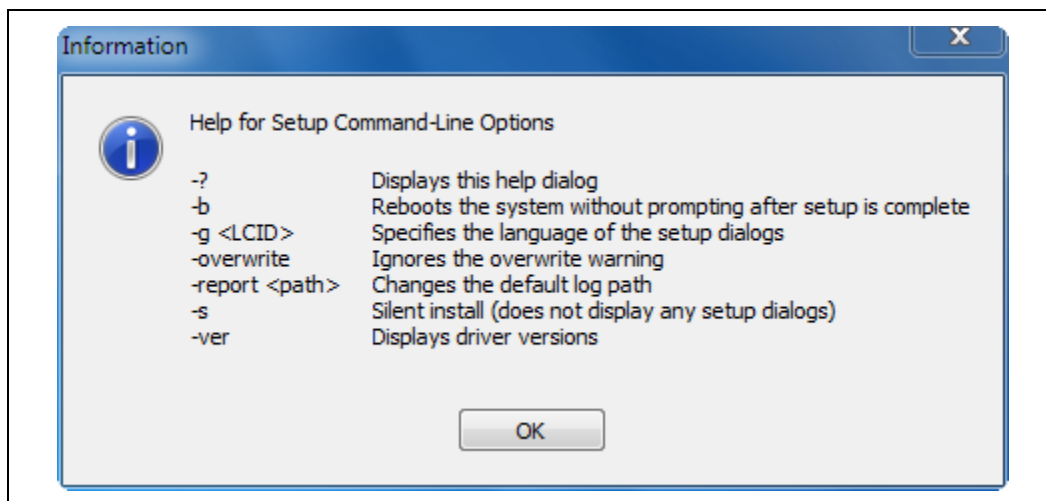 Information
Help for Setup Command-Line Options
-? Displays this help dialog
-b Reboots the system without prompting after setup is complete
-g <LCID> Specifies the language of the setup dialogs
-overwrite Ignores the overwrite warning
-report <path> Changes the default log path
-s Silent install (does not display any setup dialogs)
-ver Displays driver versions
OK